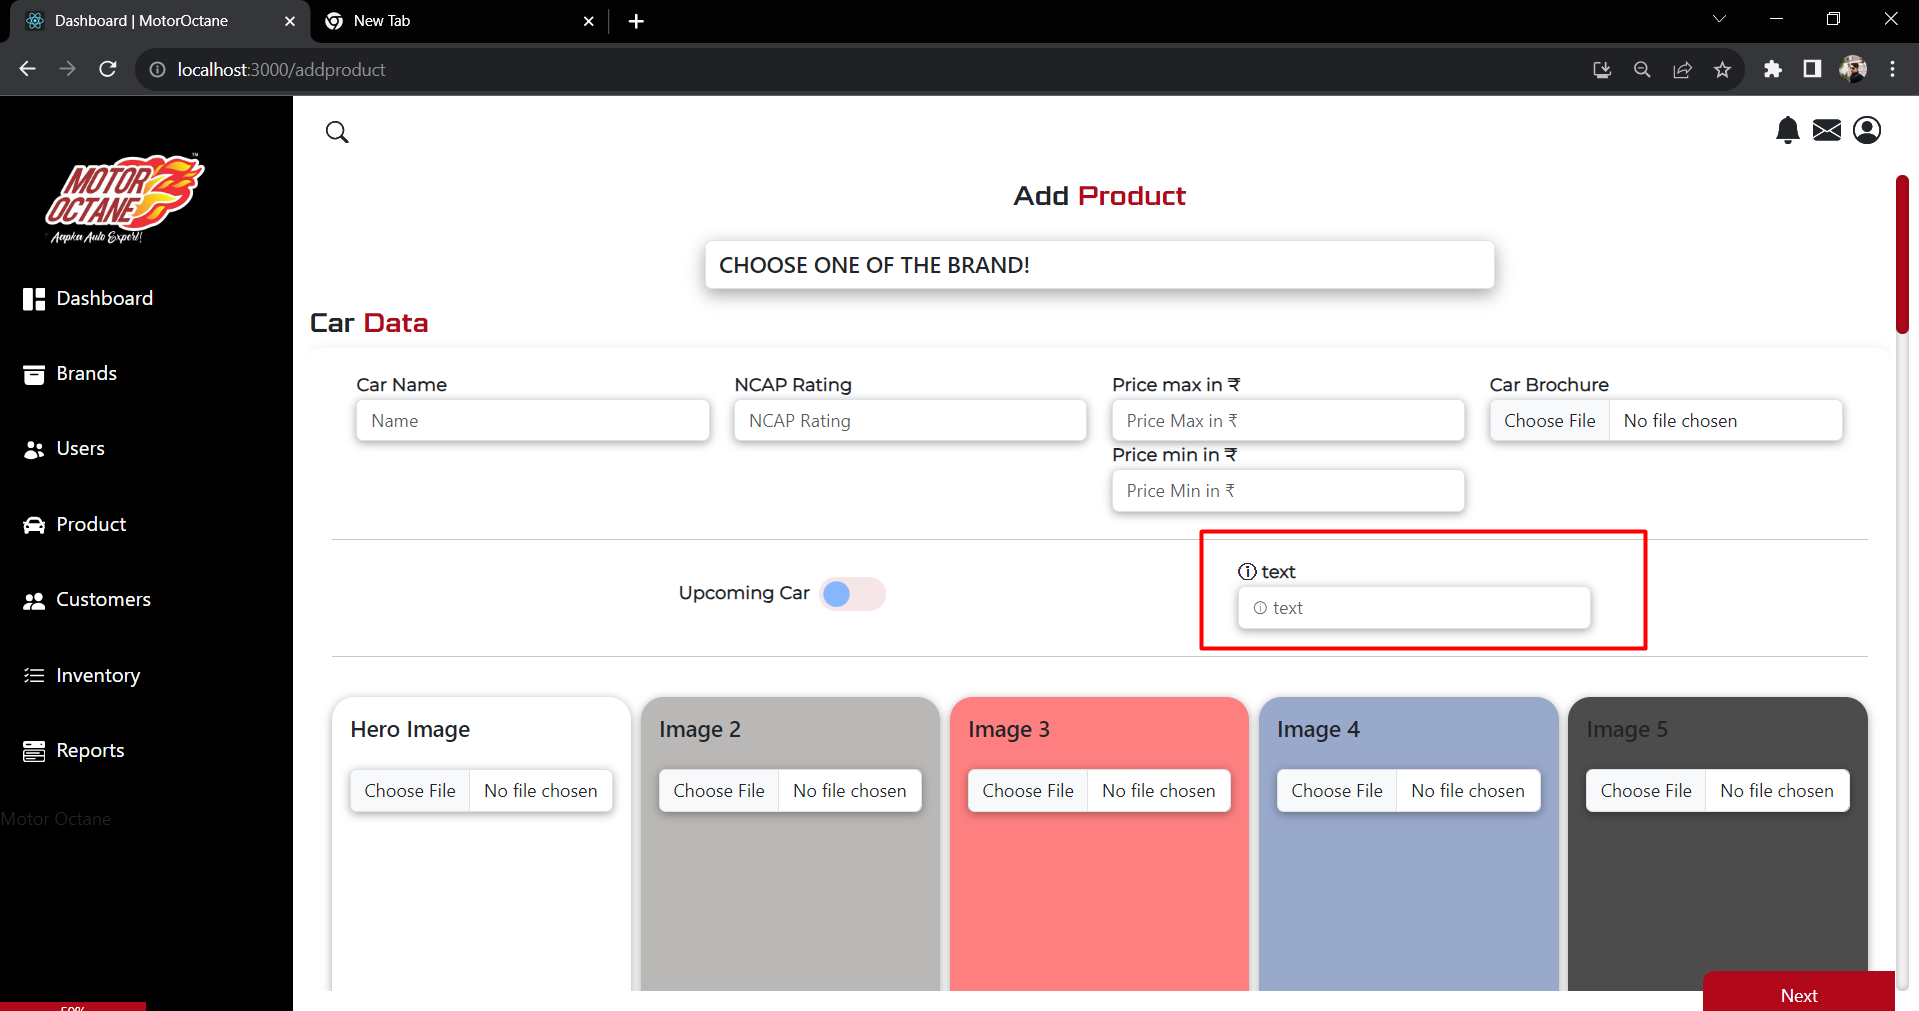 Dashboard | MotorOctane
New Tab
localhost:3000/addproduct
MOTOR
OCTANE
TM
Aapka Auto Expert!
Dashboard
Brands
Users
Product
Customers
Inventory
Reports
Motor Octane
50%
Add Product
CHOOSE ONE OF THE BRAND!
Car Data
Car Name
Name
NCAP Rating
NCAP Rating
Price max in ₹
Price Max in ₹
Price min in ₹
Price Min in ₹
Car Brochure
Choose File No file chosen
Upcoming Car
ⓘ text
ⓘ text
Hero Image
Choose File No file chosen
Image 2
Choose File No file chosen
Image 3
Choose File No file chosen
Image 4
Choose File No file chosen
Image 5
Choose File No file chosen
Next